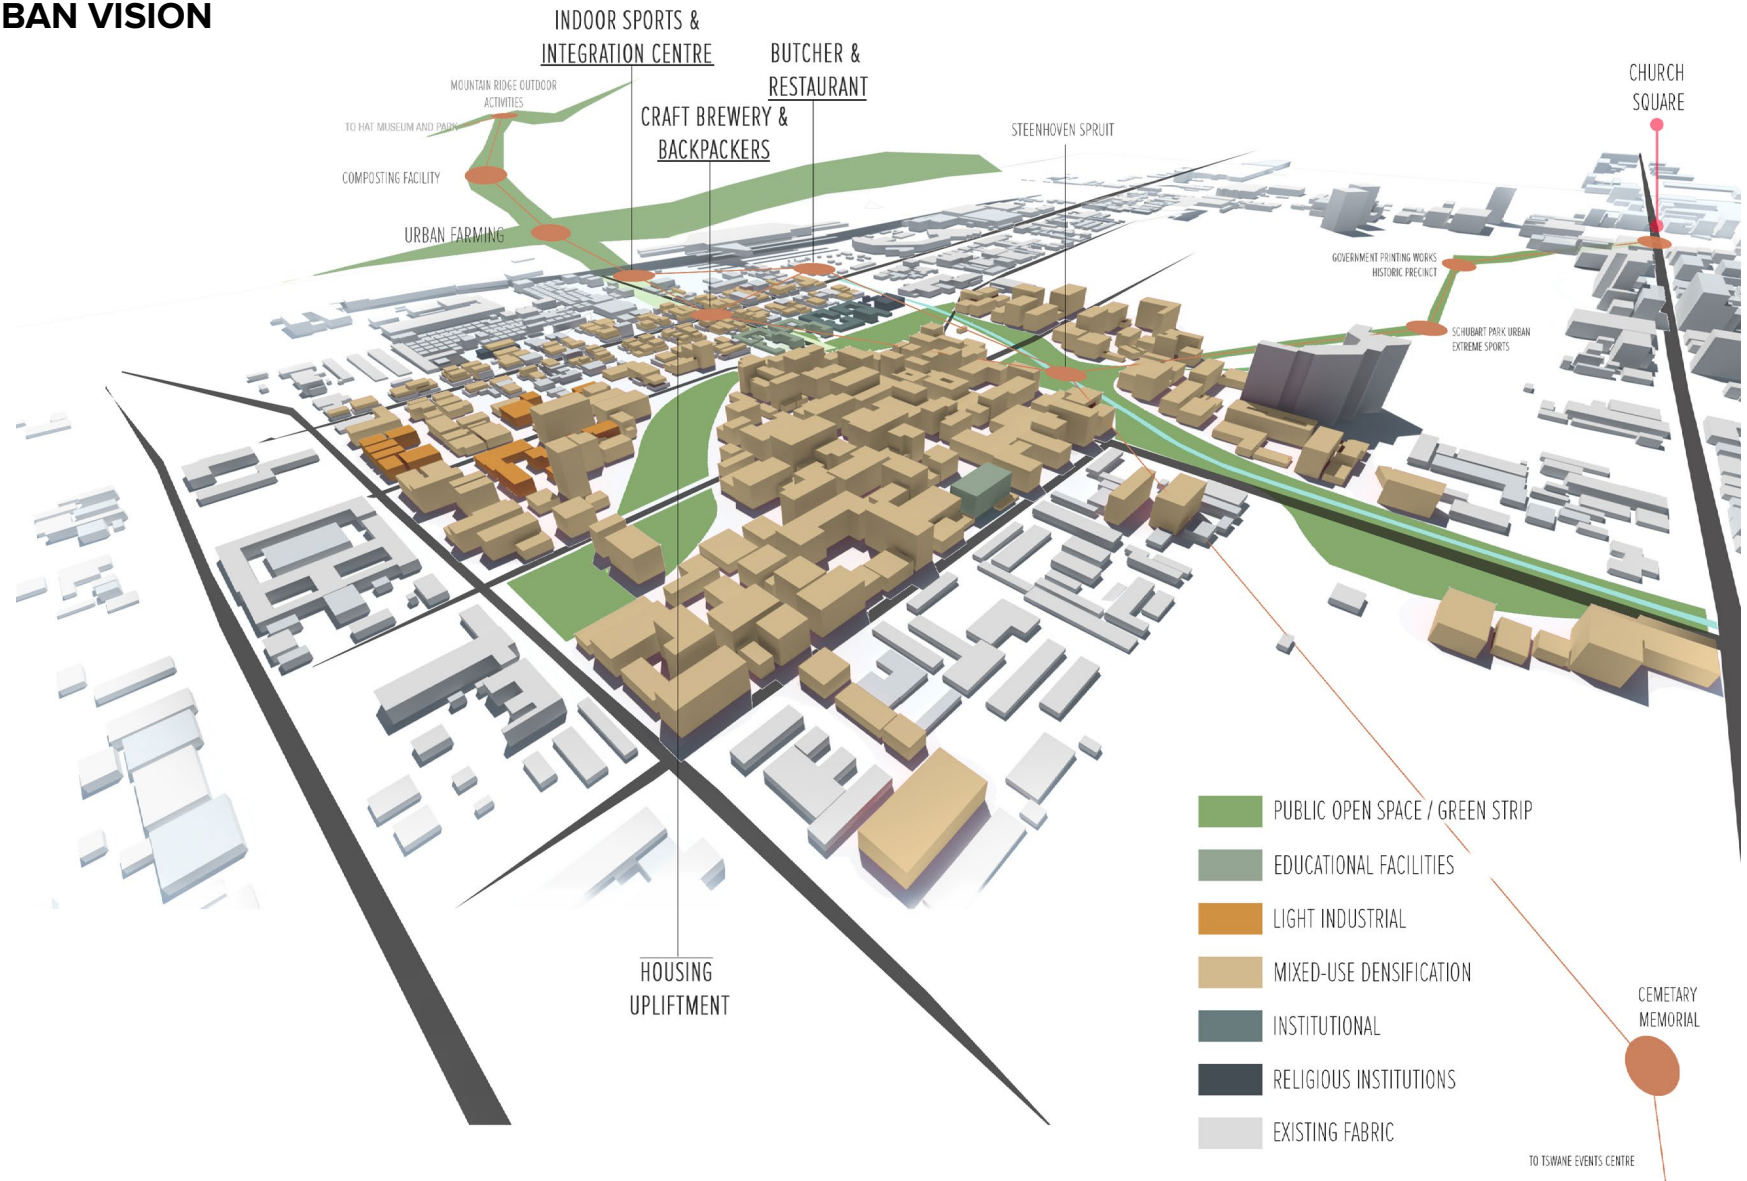 BAN VISION
INDOOR SPORTS &
INTEGRATION CENTRE
BUTCHER &
RESTAURANT
CRAFT BREWERY &
BACKPACKERS
MOUNTAIN RIDGE OUTDOOR
ACTIVITIES
TO HAT MUSEUM AND PARK
COMPOSTING FACILITY
URBAN FARMING
STEENHOVEN SPRUIT
CHURCH
SQUARE
GOVERNMENT PRINTING WORKS
HISTORIC PRECINCT
SCHUBART PARK URBAN
EXTREME SPORTS
HOUSING
UPLIFTMENT
PUBLIC OPEN SPACE / GREEN STRIP
EDUCATIONAL FACILITIES
LIGHT INDUSTRIAL
MIXED-USE DENSIFICATION
INSTITUTIONAL
RELIGIOUS INSTITUTIONS
EXISTING FABRIC
CEMETARY
MEMORIAL
TO TSWANE EVENTS CENTRE